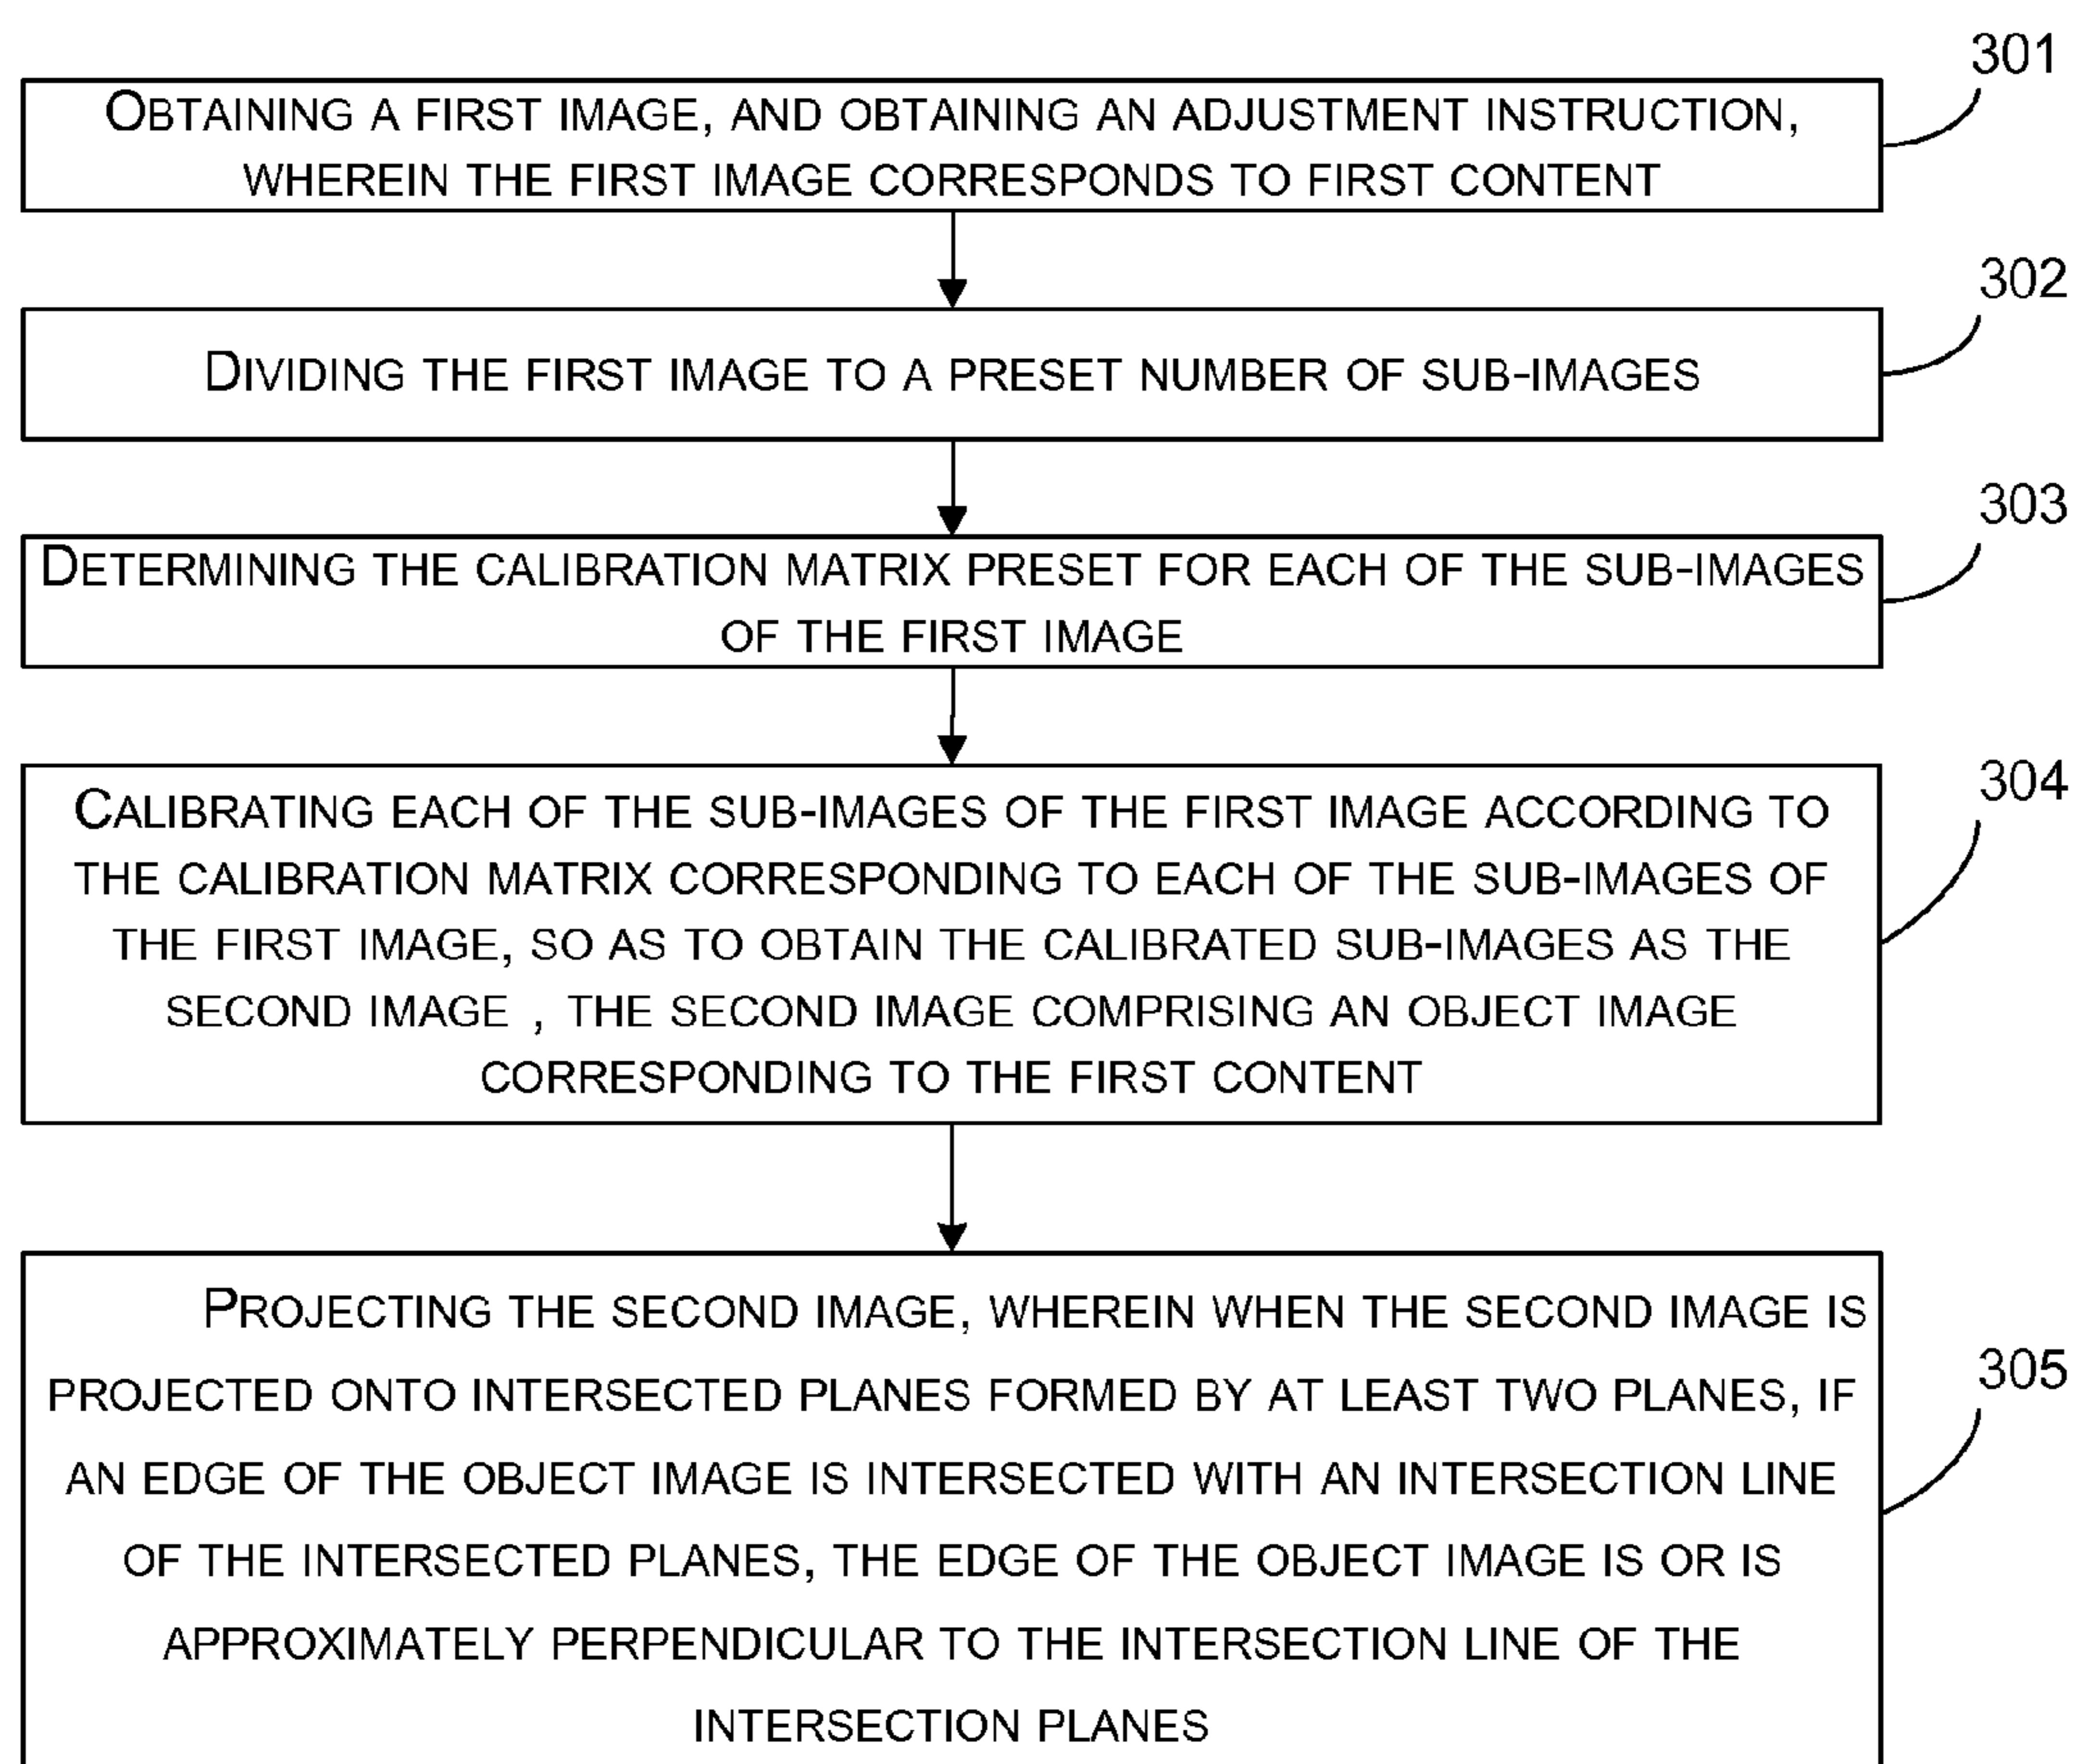 301
OBTAINING A FIRST IMAGE, AND OBTAINING AN ADJUSTMENT INSTRUCTION,
WHEREIN THE FIRST IMAGE CORRESPONDS TO FIRST CONTENT
302
DIVIDING THE FIRST IMAGE TO A PRESET NUMBER OF SUB-IMAGES
303
DETERMINING THE CALIBRATION MATRIX PRESET FOR EACH OF THE SUB-IMAGES
OF THE FIRST IMAGE
304
CALIBRATING EACH OF THE SUB-IMAGES OF THE FIRST IMAGE ACCORDING TO
THE CALIBRATION MATRIX CORRESPONDING TO EACH OF THE SUB-IMAGES OF
THE FIRST IMAGE, SO AS TO OBTAIN THE CALIBRATED SUB-IMAGES AS THE
SECOND IMAGE , THE SECOND IMAGE COMPRISING AN OBJECT IMAGE
CORRESPONDING TO THE FIRST CONTENT
305
PROJECTING THE SECOND IMAGE, WHEREIN WHEN THE SECOND IMAGE IS
PROJECTED ONTO INTERSECTED PLANES FORMED BY AT LEAST TWO PLANES, IF
AN EDGE OF THE OBJECT IMAGE IS INTERSECTED WITH AN INTERSECTION LINE
OF THE INTERSECTED PLANES, THE EDGE OF THE OBJECT IMAGE IS OR IS
APPROXIMATELY PERPENDICULAR TO THE INTERSECTION LINE OF THE
INTERSECTION PLANES